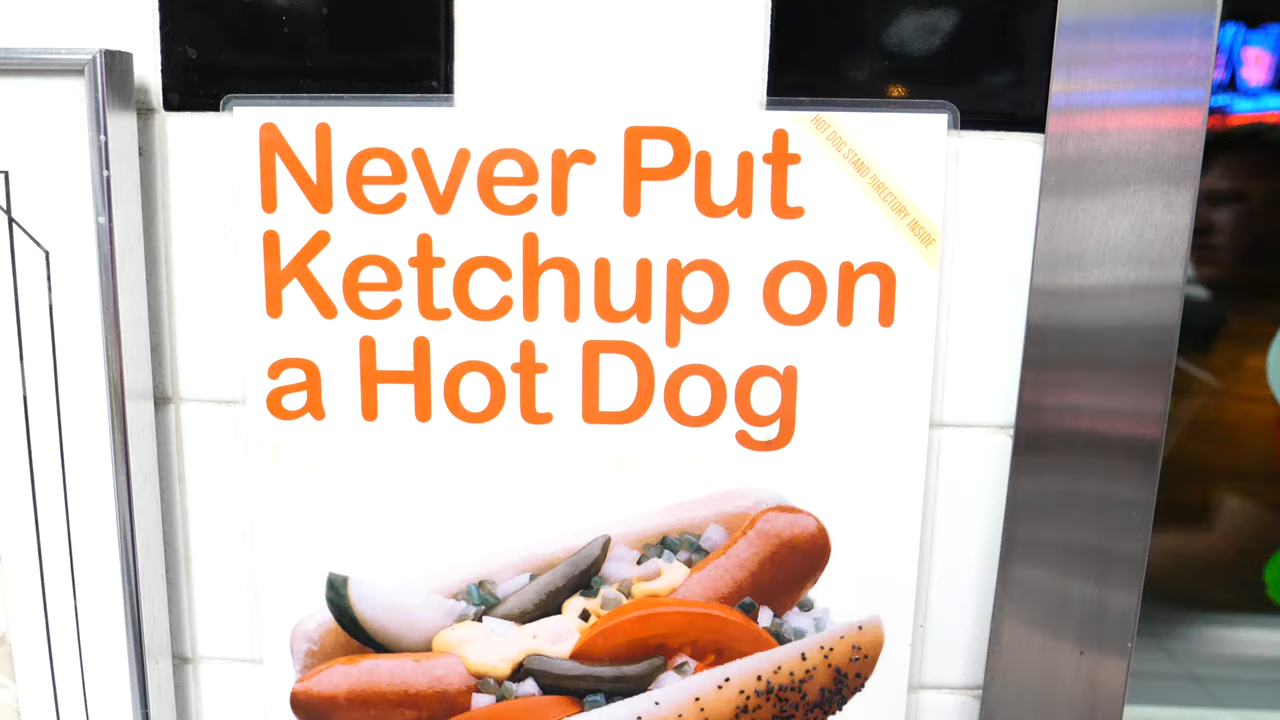 Never Put
Ketchup on
a Hot Dog
HOT DOG STAND DIRECTORY INSIDE